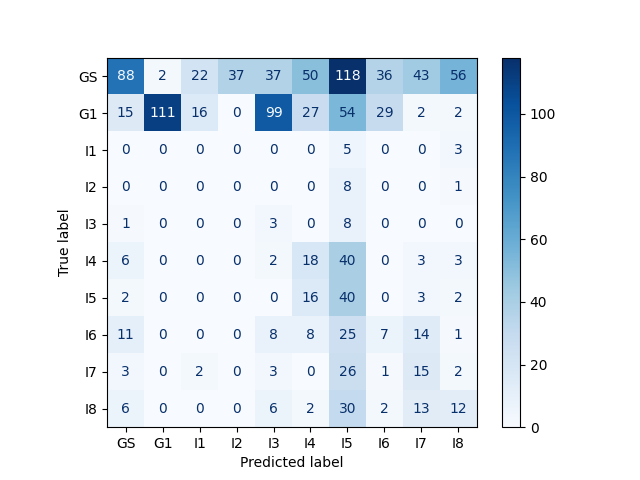 GS 88 2 22 37 37 50 118 36 43 56
G1 15 111 16 0 99 27 54 29 2 2
I1 0 0 0 0 0 0 5 0 0 3
I2 0 0 0 0 0 0 8 0 0 1
I3 1 0 0 0 3 0 8 0 0 0
I4 6 0 0 0 2 18 40 0 3 3
I5 2 0 0 0 0 16 40 0 3 2
I6 11 0 0 0 8 8 25 7 14 1
I7 3 0 2 0 3 0 26 1 15 2
I8 6 0 0 0 6 2 30 2 13 12
GS G1 I1 I2 I3 I4 I5 I6 I7 I8
Predicted label
True label
100
80
60
40
20
0